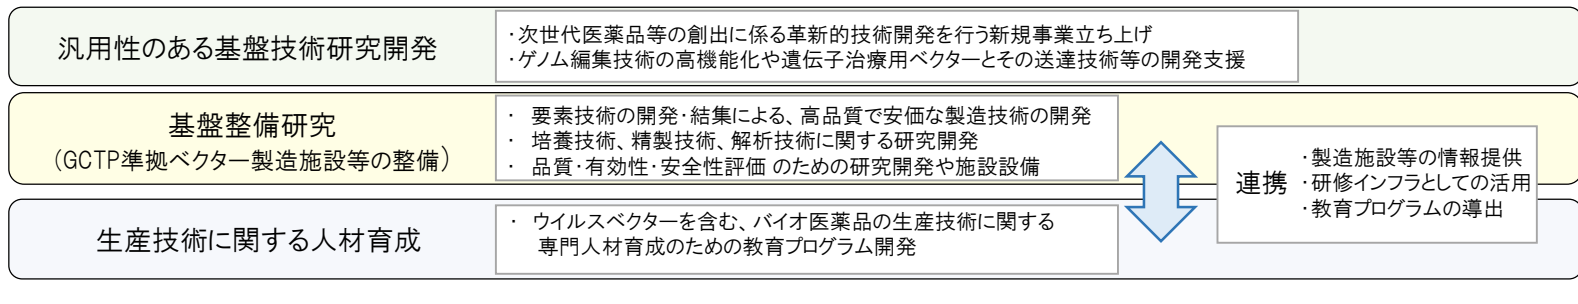 汎用性のある基盤技術研究開発
・次世代医薬品等の創出に係る革新的技術開発を行う新規事業立ち上げ
・ゲノム編集技術の高機能化や遺伝子治療用ベクターとその送達技術等の開発支援
基盤整備研究
（GCTP準拠ベクター製造施設等の整備）
・ 要素技術の開発・結集による、高品質で安価な製造技術の開発
・ 培養技術、精製技術、解析技術に関する研究開発
・ 品質・有効性・安全性評価 のための研究開発や施設設備
連携
・製造施設等の情報提供
・研修インフラとしての活用
・教育プログラムの導出
生産技術に関する人材育成
・ ウイルスベクターを含む、バイオ医薬品の生産技術に関する
専門人材育成のための教育プログラム開発